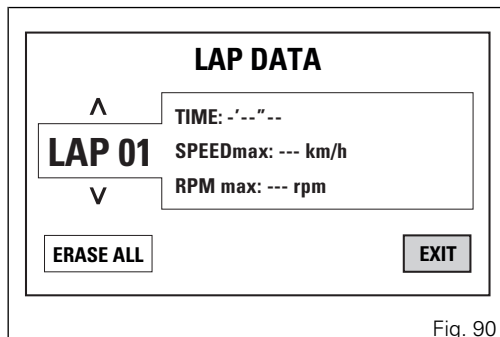 LAP DATA
∧
TIME: -'--"--
LAP 01
SPEEDmax: --- km/h
∨
RPM max: --- rpm
ERASE ALL
EXIT
Fig. 90